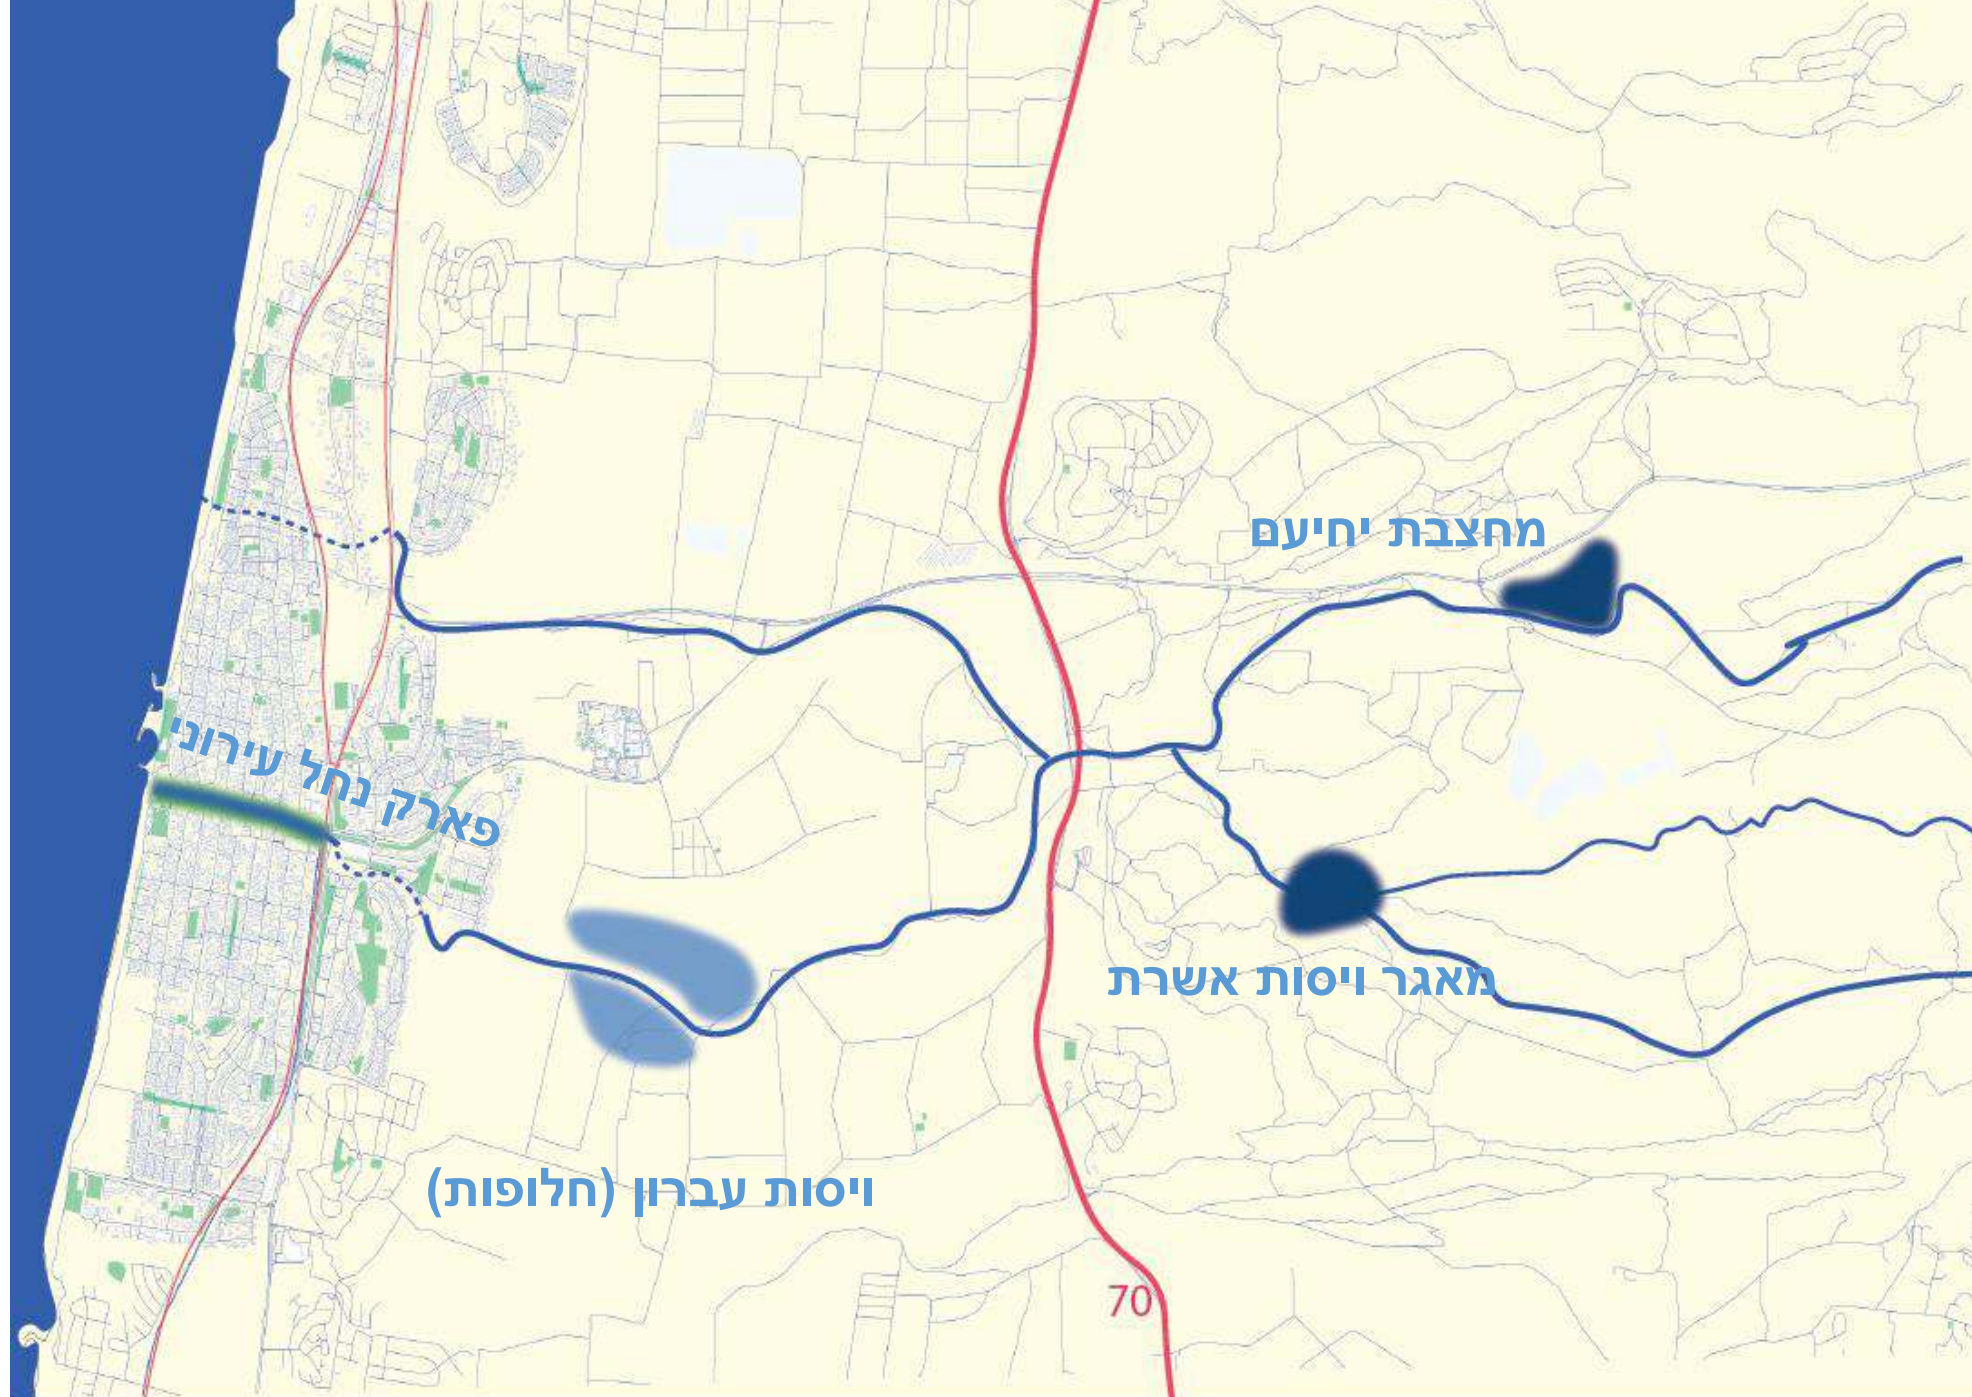 מחצבת יחיעם
פארק נחל עירוני
מאגר ויסות אשרת
ויסות עברון (חלופות)
70